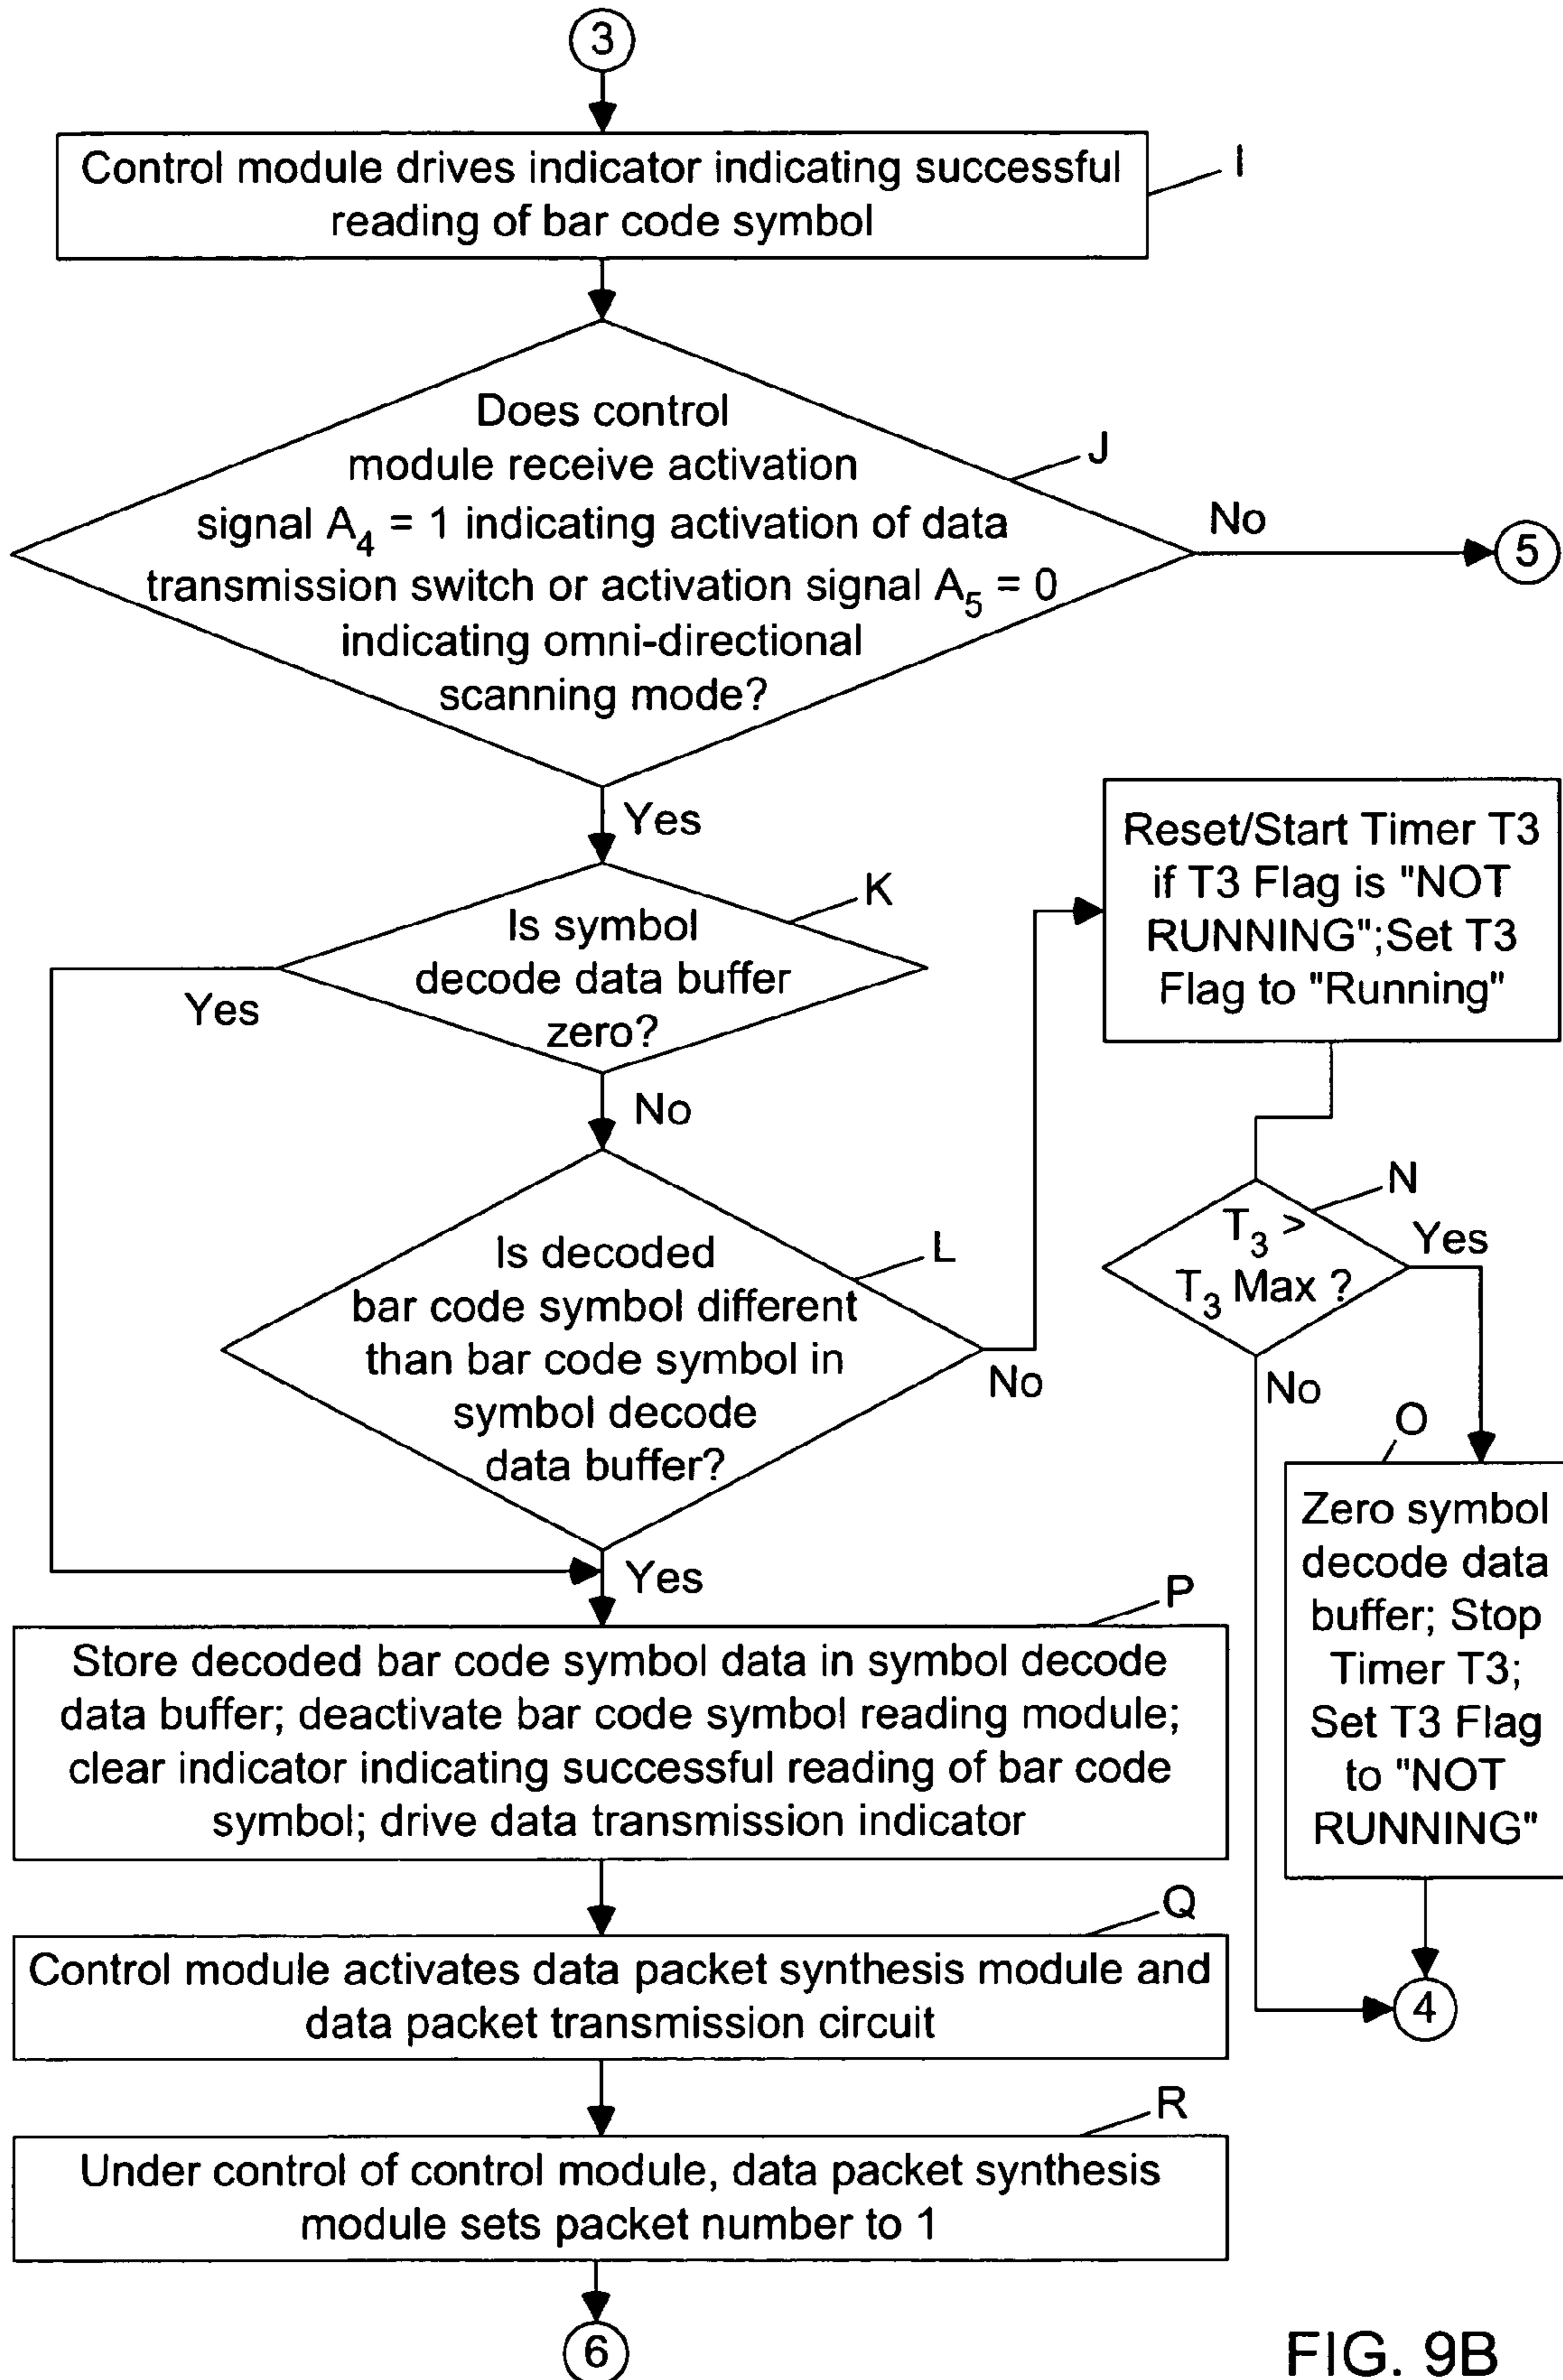 3
Control module drives indicator indicating successful
reading of bar code symbol
I
Does control
module receive activation
signal A4 = 1 indicating activation of data
transmission switch or activation signal A5 = 0
indicating omni-directional
scanning mode?
J
No
5
Yes
Is symbol
decode data buffer
zero?
K
Yes
No
Reset/Start Timer T3
if T3 Flag is "NOT
RUNNING";Set T3
Flag to "Running"
Is decoded
bar code symbol different
than bar code symbol in
symbol decode
data buffer?
L
No
Yes
T3 >
T3 Max ?
N
Yes
No
O
Zero symbol
decode data
buffer; Stop
Timer T3;
Set T3 Flag
to "NOT
RUNNING"
4
P
Store decoded bar code symbol data in symbol decode
data buffer; deactivate bar code symbol reading module;
clear indicator indicating successful reading of bar code
symbol; drive data transmission indicator
Q
Control module activates data packet synthesis module and
data packet transmission circuit
R
Under control of control module, data packet synthesis
module sets packet number to 1
6
FIG. 9B